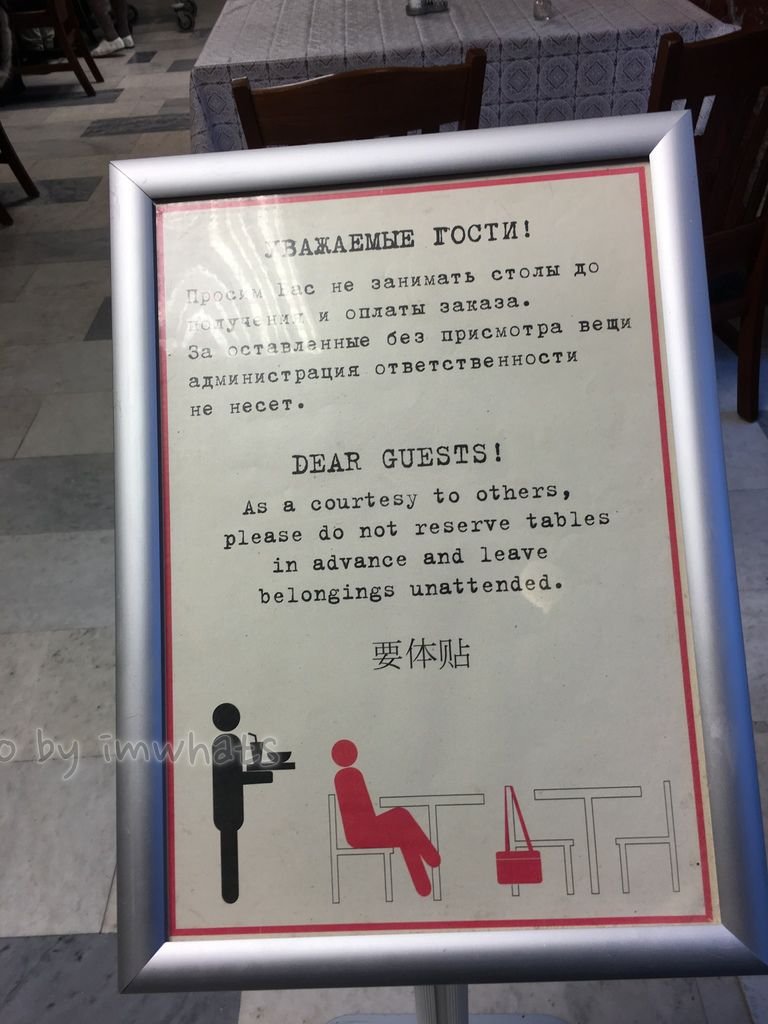 УВАЖАЕМЫЕ ГОСТИ!
Просим Вас не занимать столы до
получения и оплаты заказа.
За оставленные без присмотра вещи
администрация ответственности
не несет.
DEAR GUESTS!
As a courtesy to others,
please do not reserve tables
in advance and leave
belongings unattended.
要体贴
o by imwhats